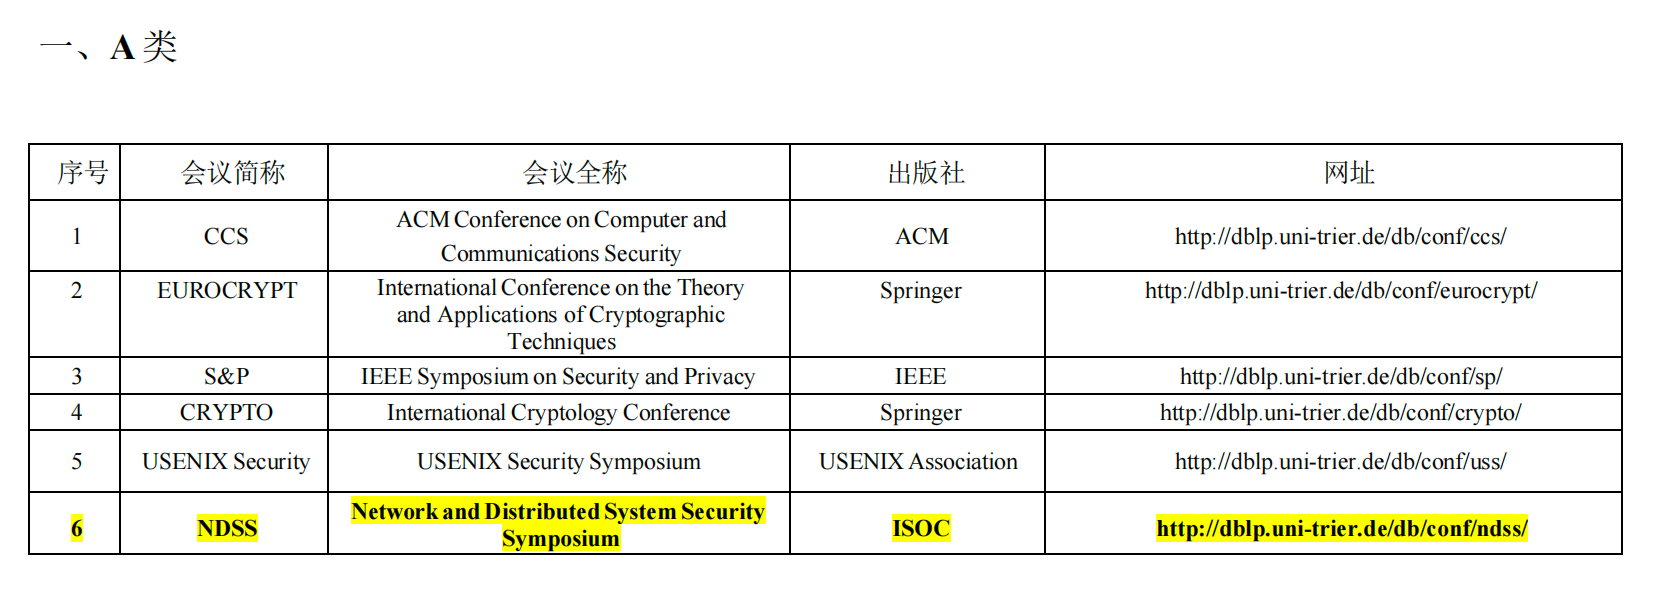 一、A 类
序号 会议简称 会议全称 出版社 网址
1 CCS ACM Conference on Computer and Communications Security ACM http://dblp.uni-trier.de/db/conf/ccs/
2 EUROCRYPT International Conference on the Theory and Applications of Cryptographic Techniques Springer http://dblp.uni-trier.de/db/conf/eurocrypt/
3 S&P IEEE Symposium on Security and Privacy IEEE http://dblp.uni-trier.de/db/conf/sp/
4 CRYPTO International Cryptology Conference Springer http://dblp.uni-trier.de/db/conf/crypto/
5 USENIX Security USENIX Security Symposium USENIX Association http://dblp.uni-trier.de/db/conf/uss/
6 NDSS Network and Distributed System Security Symposium ISOC http://dblp.uni-trier.de/db/conf/ndss/